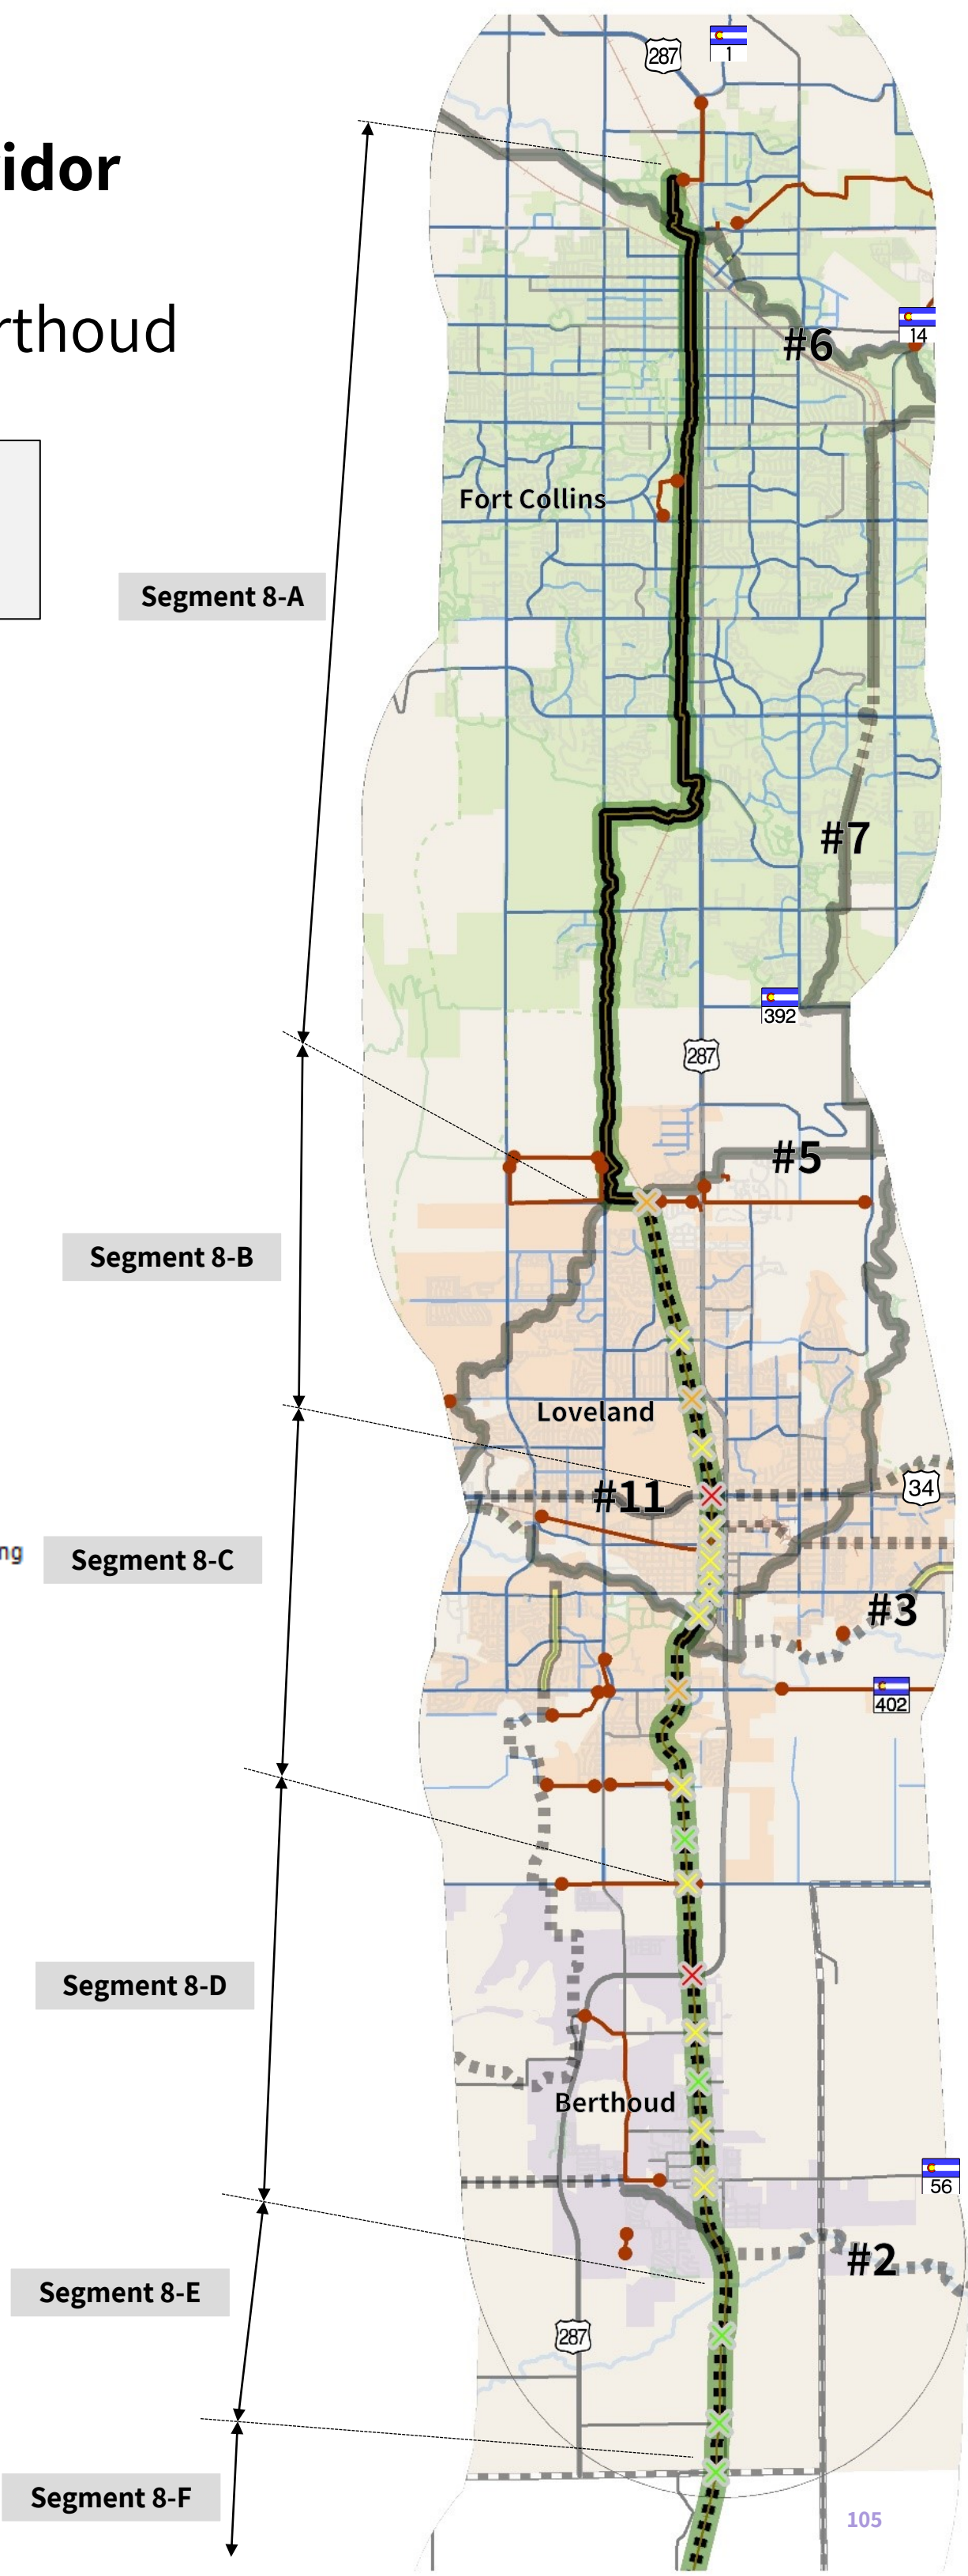 287
1
idor
rthoud
14
#6
Fort Collins
Segment 8-A
#7
392
287
#5
Segment 8-B
Loveland
34
#11
ng
Segment 8-C
#3
402
Segment 8-D
Berthoud
56
#2
Segment 8-E
287
Segment 8-F
105